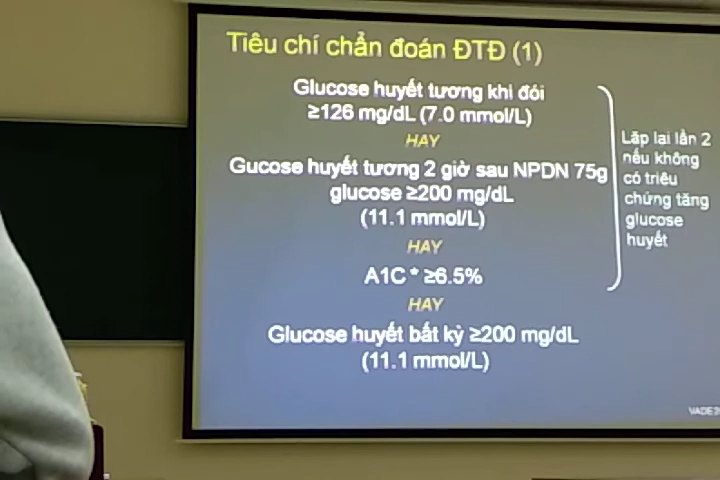 Tiêu chí chẩn đoán ĐTĐ (1)
Glucose huyết tương khi đói
≥126 mg/dL (7.0 mmol/L)
HAY
Gucose huyết tương 2 giờ sau NPDN 75g
glucose ≥200 mg/dL
(11.1 mmol/L)
HAY
A1C * ≥6.5%
HAY
Glucose huyết bất kỳ ≥200 mg/dL
(11.1 mmol/L)
Lặp lại lần 2
nếu không
có triệu
chứng tăng
glucose
huyết